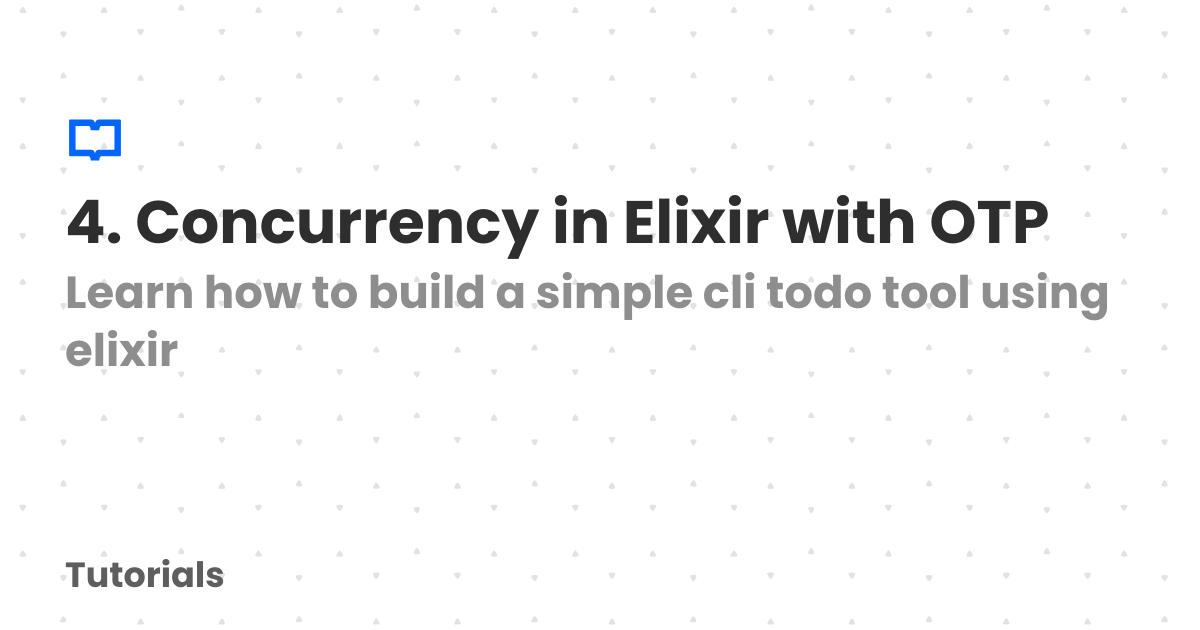 4. Concurrency in Elixir with OTP
Learn how to build a simple cli todo tool using
elixir
Tutorials